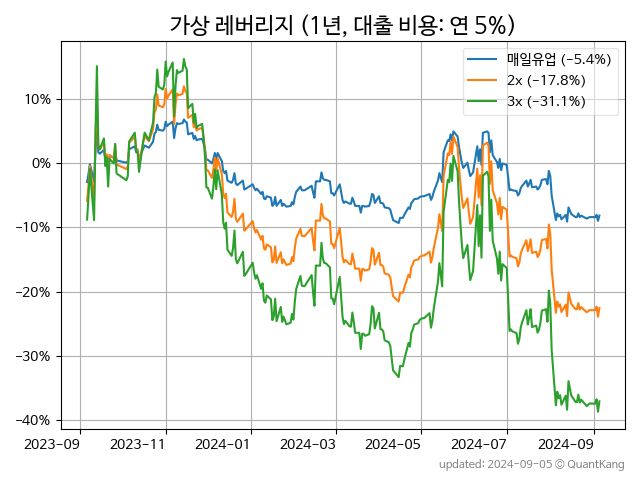 가상 레버리지 (1년, 대출 비용: 연 5%)
매일유업 (−5.4%)
2x (−17.8%)
3x (−31.1%)
10%
0%
−10%
−20%
−30%
−40%
2023-09
2023-11
2024-01
2024-03
2024-05
2024-07
2024-09
updated: 2024-09-05 © QuantKang